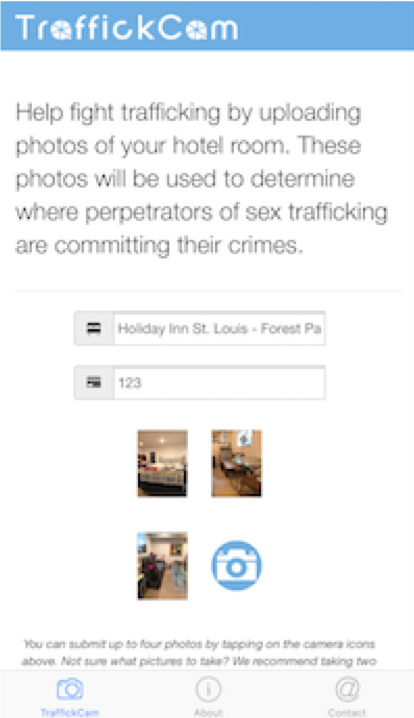 TraffickCam
Help fight trafficking by uploading
photos of your hotel room. These
photos will be used to determine
where perpetrators of sex trafficking
are committing their crimes.
Holiday Inn St. Louis - Forest Pa
123
You can submit up to four photos by tapping on the camera icons
above. Not sure what pictures to take? We recommend taking two
TraffickCam
About
Contact